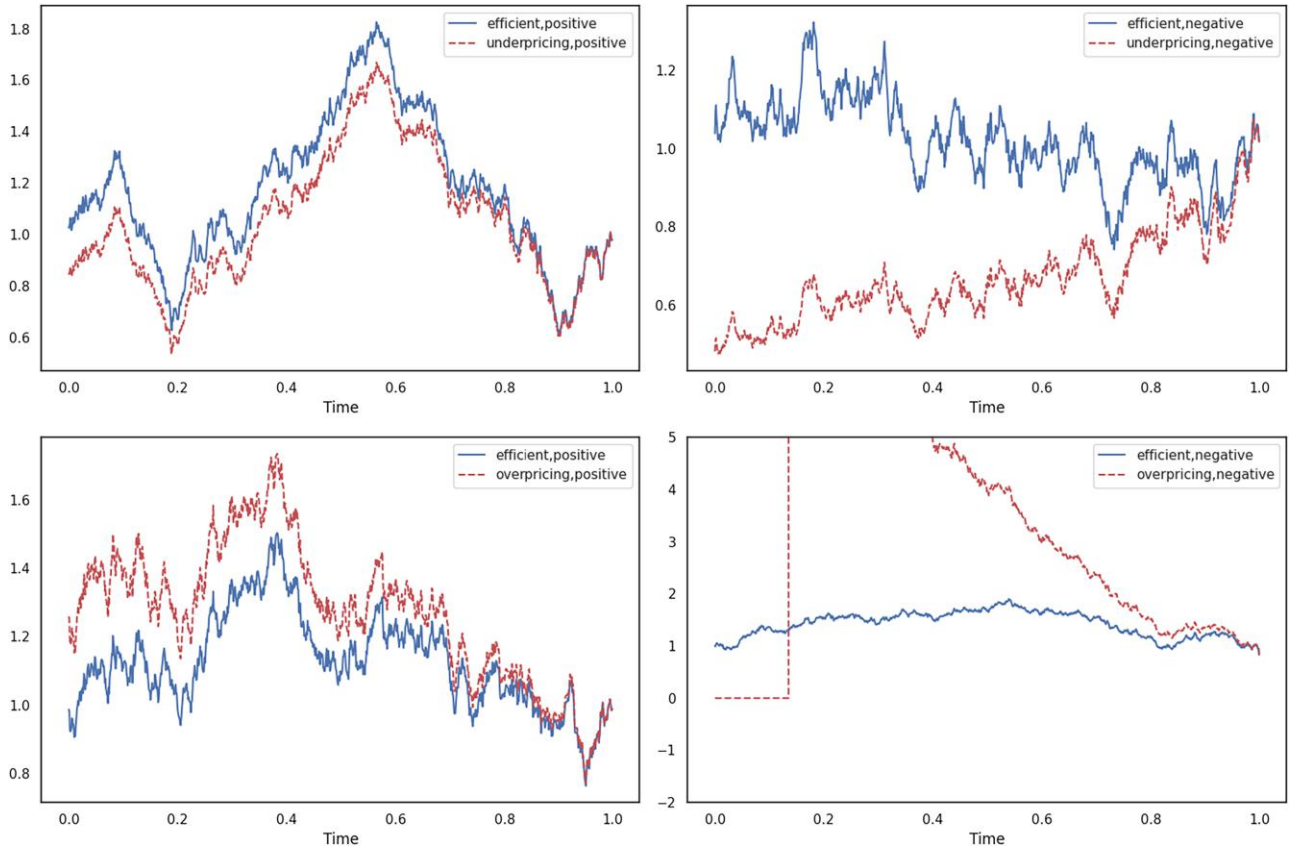 efficient,positive
underpricing,positive
1.8
1.6
1.4
1.2
1.0
0.8
0.6
0.0 0.2 0.4 0.6 0.8 1.0
Time
efficient,negative
underpricing,negative
1.2
1.0
0.8
0.6
0.0 0.2 0.4 0.6 0.8 1.0
Time
efficient,positive
overpricing,positive
1.6
1.4
1.2
1.0
0.8
0.0 0.2 0.4 0.6 0.8 1.0
Time
efficient,negative
overpricing,negative
5
4
3
2
1
0
−1
−2
0.0 0.2 0.4 0.6 0.8 1.0
Time